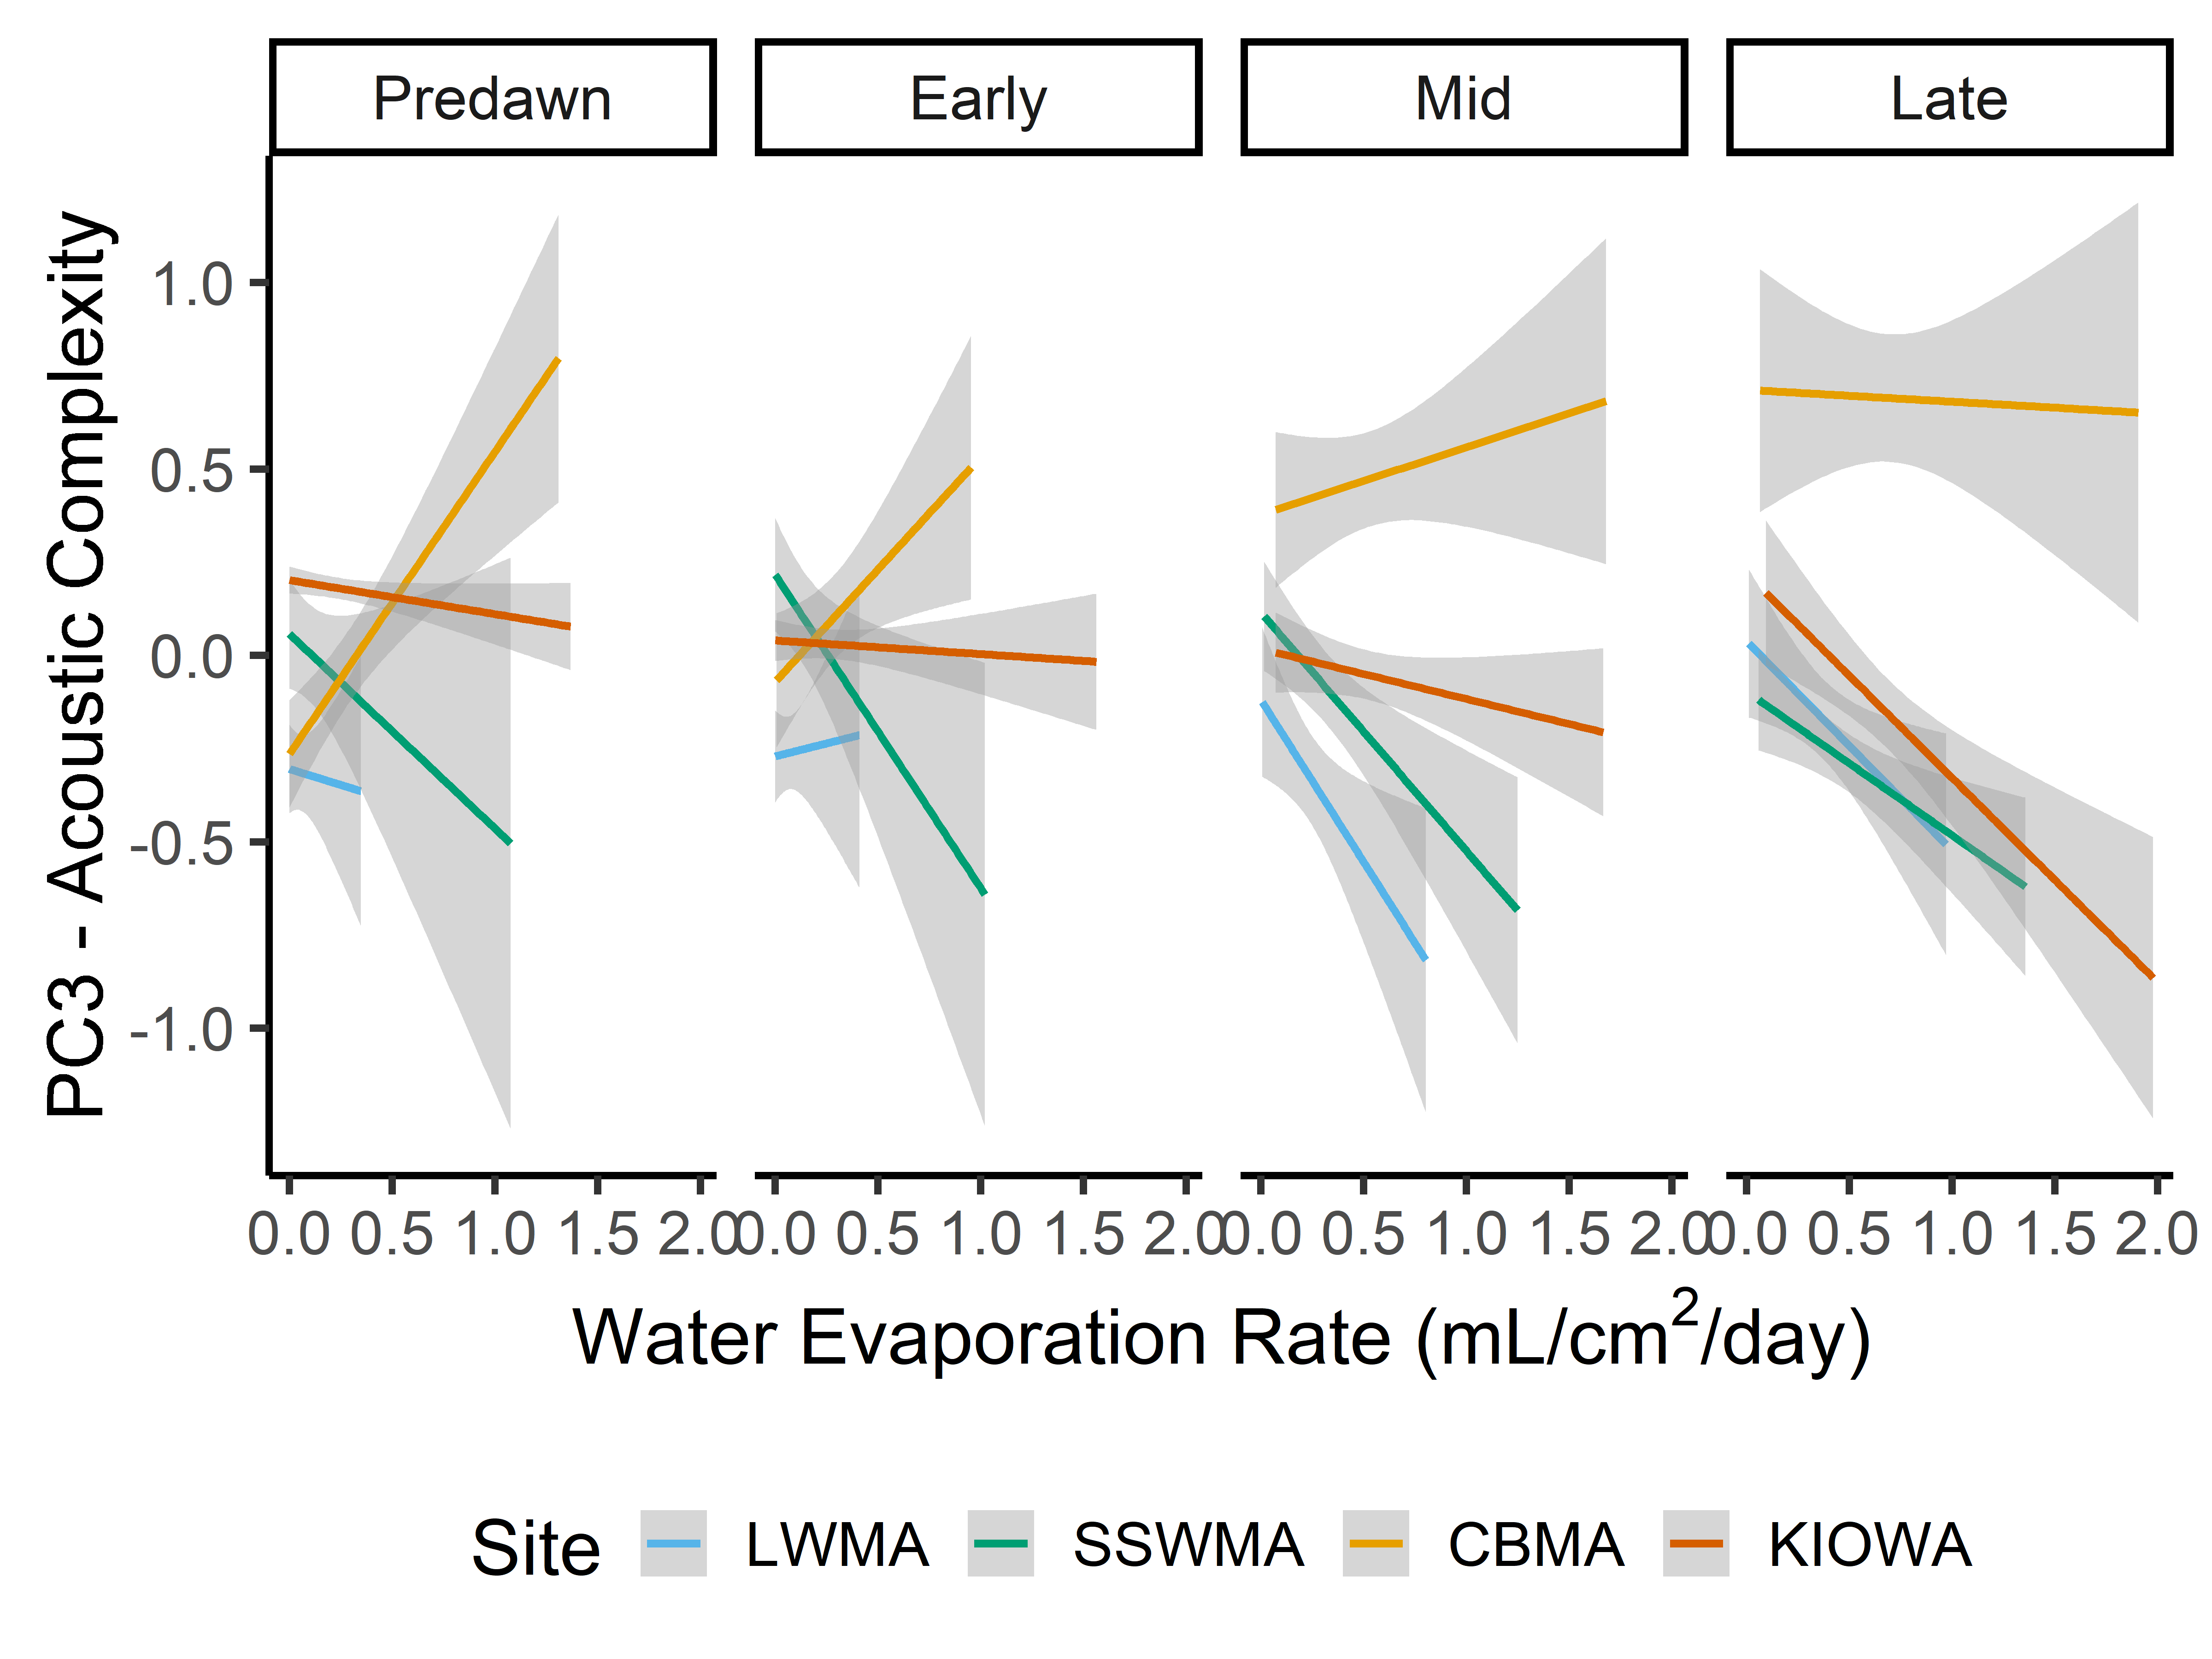 Predawn Early Mid Late
PC3 - Acoustic Complexity
1.0
0.5
0.0
-0.5
-1.0
0.0 0.5 1.0 1.5 2.0 0.0 0.5 1.0 1.5 2.0 0.0 0.5 1.0 1.5 2.0 0.0 0.5 1.0 1.5 2.0
Water Evaporation Rate (mL/cm²/day)
Site LWMA SSWMA CBMA KIOWA